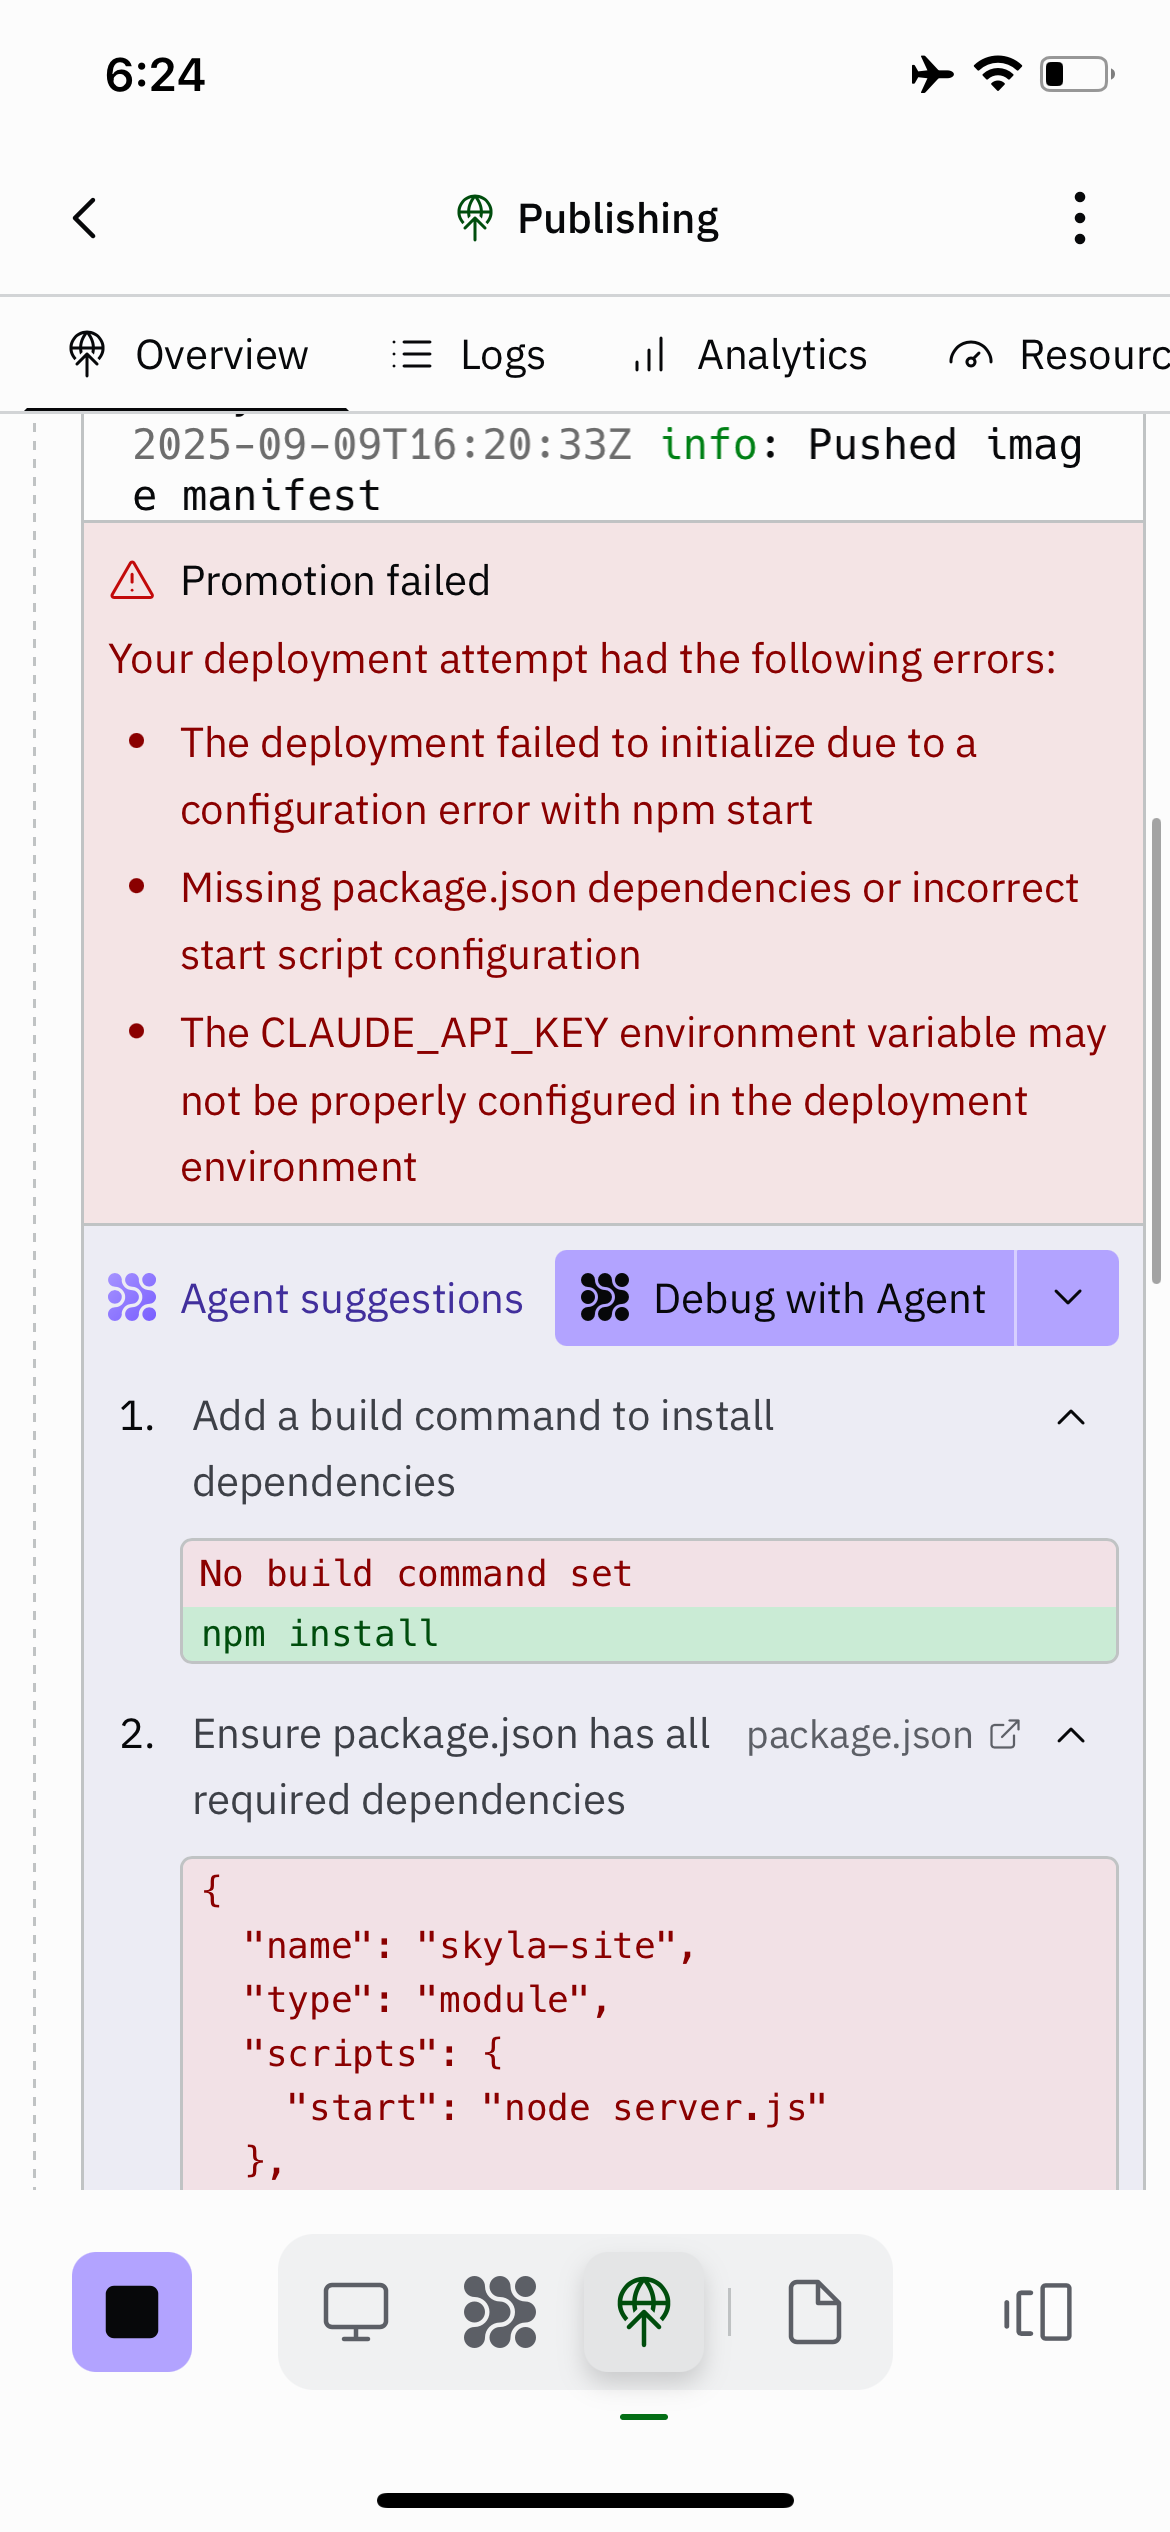 6:24
Publishing
Overview
Logs
Analytics
Resourc
2025-09-09T16:20:33Z info: Pushed imag
e manifest
Promotion failed
Your deployment attempt had the following errors:
The deployment failed to initialize due to a
configuration error with npm start
Missing package.json dependencies or incorrect
start script configuration
The CLAUDE_API_KEY environment variable may
not be properly configured in the deployment
environment
Agent suggestions
Debug with Agent
1. Add a build command to install
dependencies
No build command set
npm install
2. Ensure package.json has all
required dependencies
package.json
{
"name": "skyla-site",
"type": "module",
"scripts": {
"start": "node server.js"
},